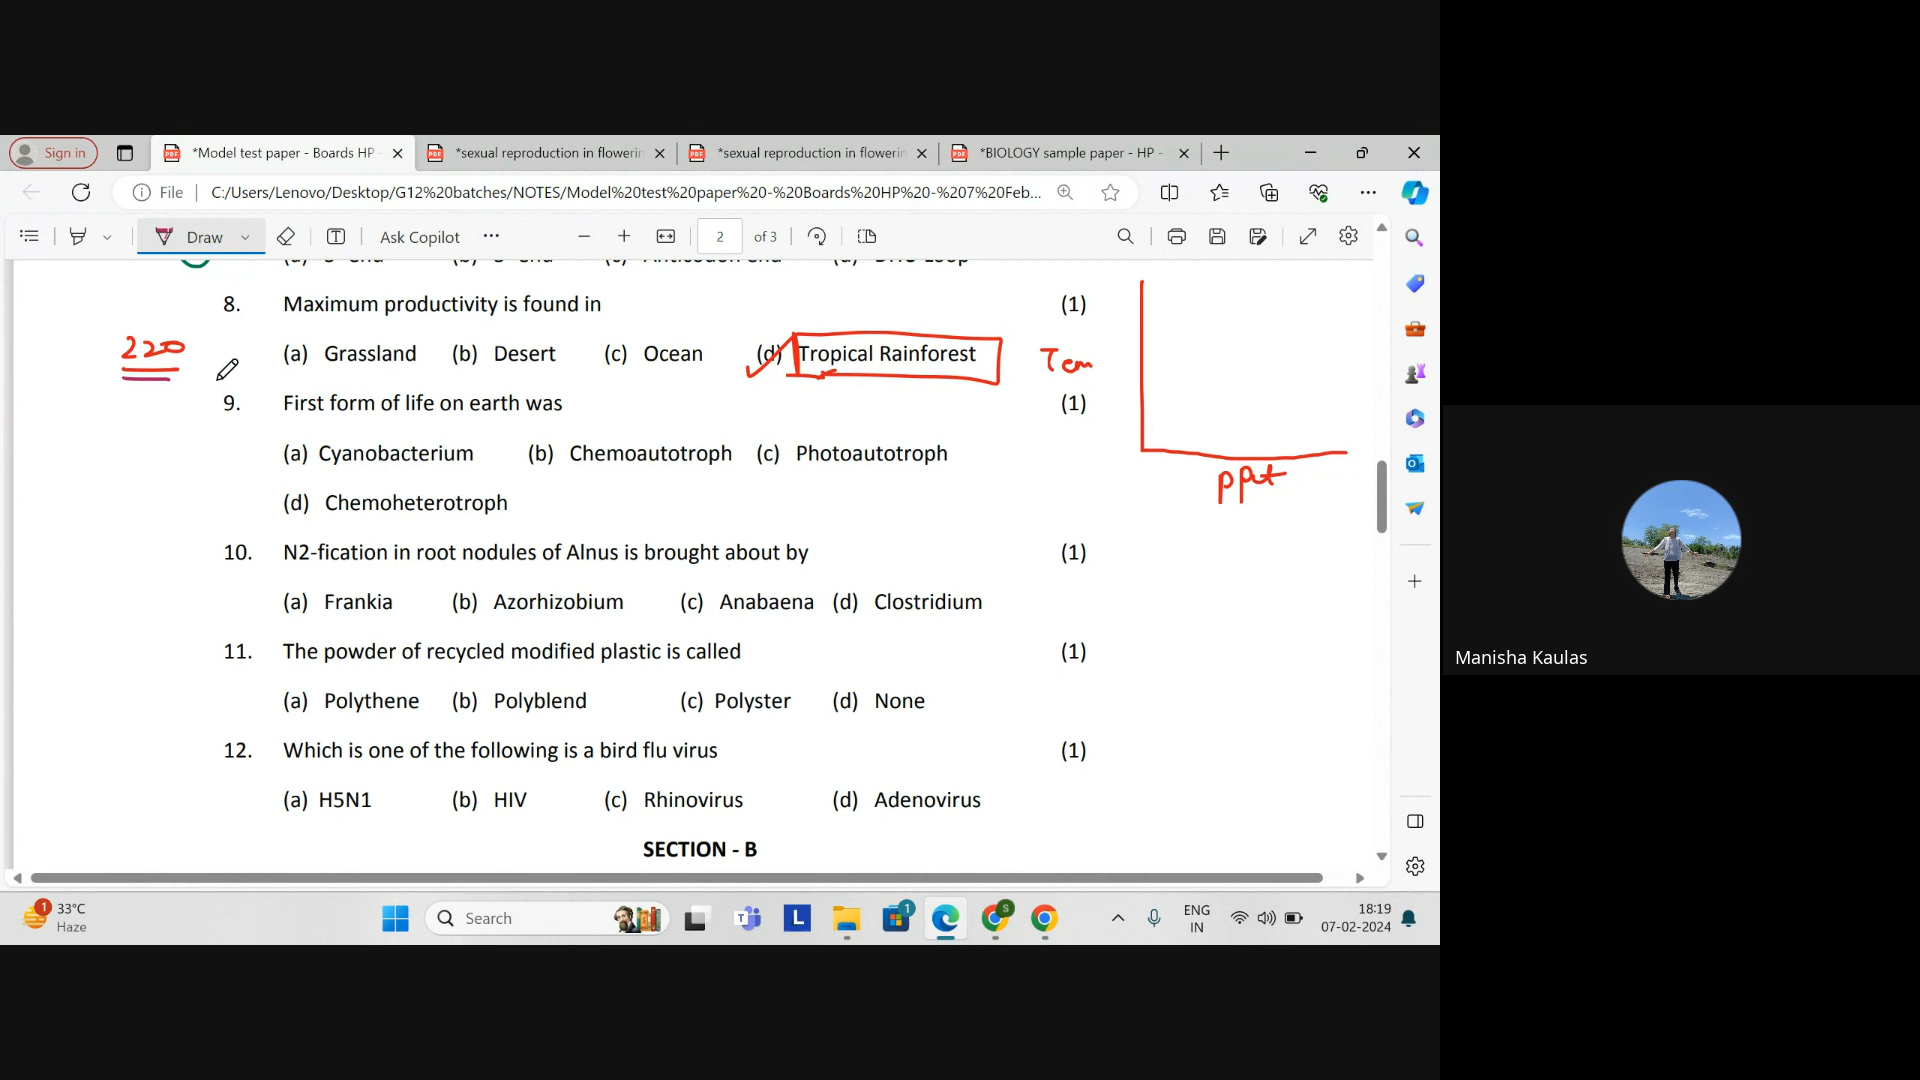 Sign in
*Model test paper - Boards HP -
*sexual reproduction in flowerin
*sexual reproduction in flowerin
*BIOLOGY sample paper - HP -
File
C:/Users/Lenovo/Desktop/G12%20batches/NOTES/Model%20test%20paper%20-%20Boards%20HP%20-%207%20Feb...
Draw
Ask Copilot
2 of 3
8. Maximum productivity is found in (1)
220
(a) Grassland (b) Desert (c) Ocean (d) Tropical Rainforest
Tem
9. First form of life on earth was (1)
(a) Cyanobacterium (b) Chemoautotroph (c) Photoautotroph
ppt
(d) Chemoheterotroph
10. N2-fication in root nodules of Alnus is brought about by (1)
(a) Frankia (b) Azorhizobium (c) Anabaena (d) Clostridium
11. The powder of recycled modified plastic is called (1)
(a) Polythene (b) Polyblend (c) Polyster (d) None
12. Which is one of the following is a bird flu virus (1)
(a) H5N1 (b) HIV (c) Rhinovirus (d) Adenovirus
SECTION - B
Manisha Kaulas
1
33°C
Haze
Search
L
1
S
ENG
IN
18:19
07-02-2024